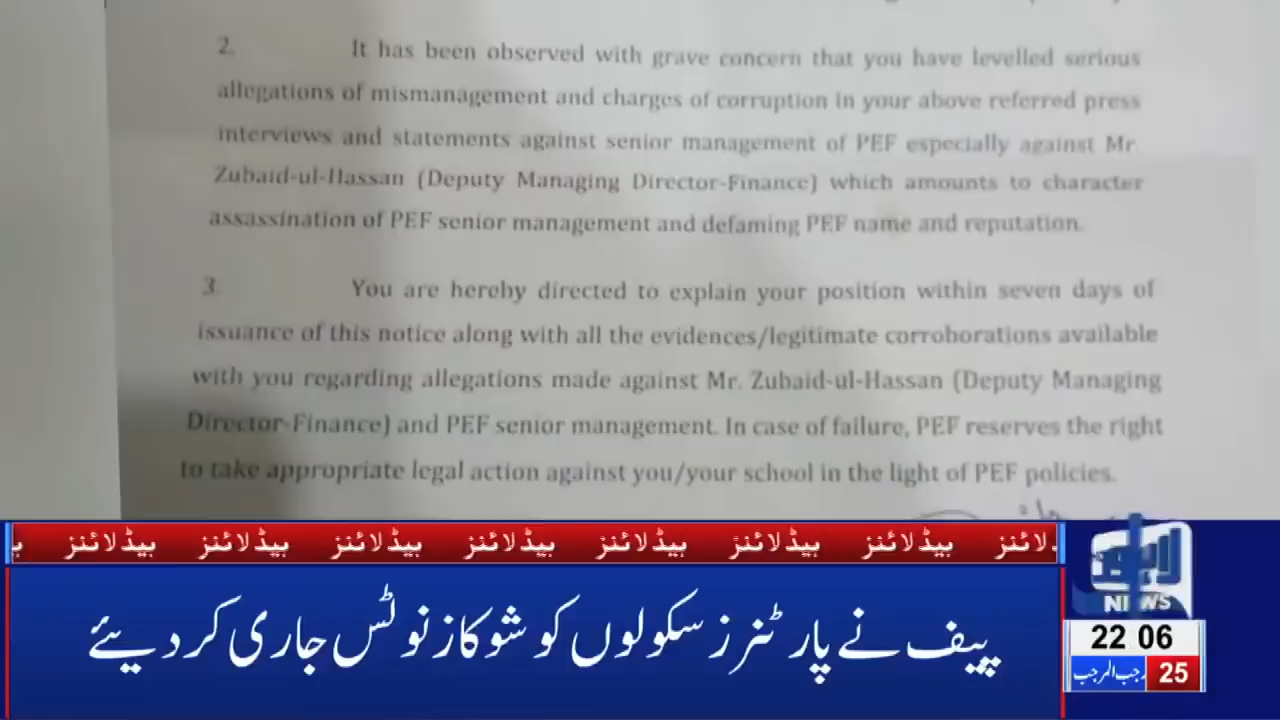 2. It has been observed with grave concern that you have levelled serious
allegations of mismanagement and charges of corruption in your above referred press
interviews and statements against senior management of PEF especially against Mr.
Zubaid-ul-Hassan (Deputy Managing Director-Finance) which amounts to character
assassination of PEF senior management and defaming PEF name and reputation.
3. You are hereby directed to explain your position within seven days of
issuance of this notice along with all the evidences/legitimate corroborations available
with you regarding allegations made against Mr. Zubaid-ul-Hassan (Deputy Managing
Director-Finance) and PEF senior management. In case of failure, PEF reserves the right
to take appropriate legal action against you/your school in the light of PEF policies.
ہیڈلائنز ہیڈلائنز ہیڈلائنز ہیڈلائنز ہیڈلائنز ہیڈلائنز ہیڈلائنز
پیف نے پارٹنرز سکولوں کو شوکاز نوٹس جاری کر دیئے
NEWS
22 06
25 رجب المرجب